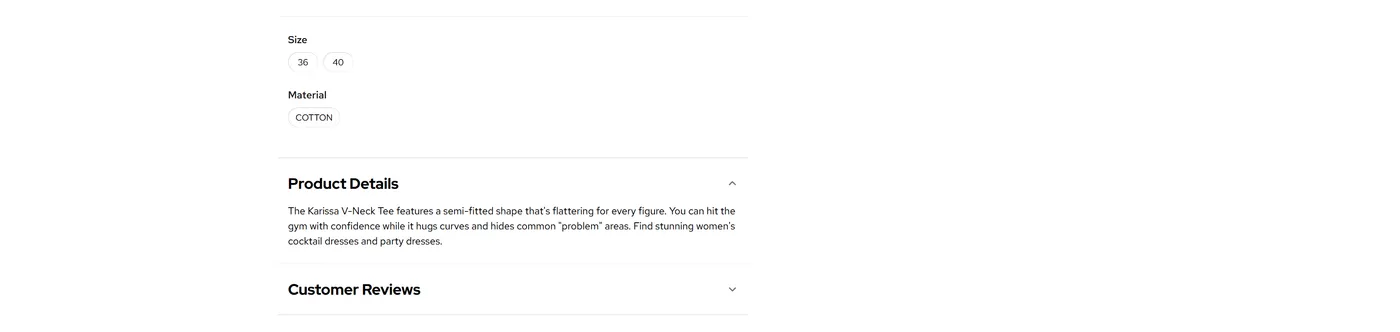 Size
36 40
Material
COTTON
Product Details
The Karissa V-Neck Tee features a semi-fitted shape that's flattering for every figure. You can hit the
gym with confidence while it hugs curves and hides common "problem" areas. Find stunning women's
cocktail dresses and party dresses.
Customer Reviews